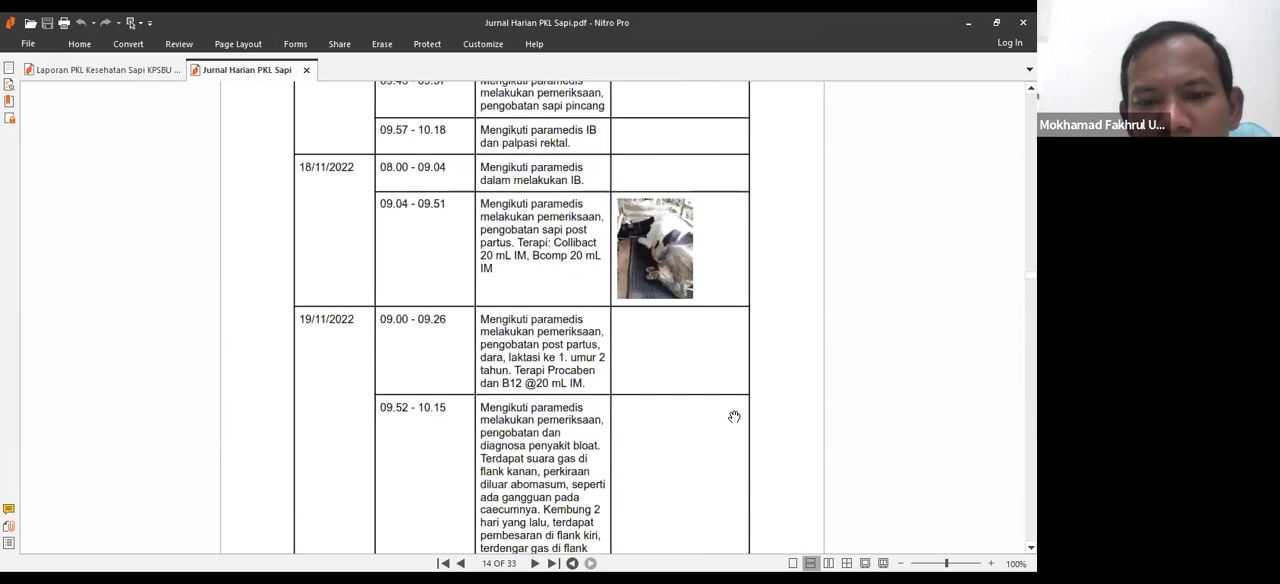 Jurnal Harian PKL Sapi.pdf - Nitro Pro
File
Home
Convert
Review
Page Layout
Forms
Share
Erase
Protect
Customize
Help
Log In
Laporan PKL Kesehatan Sapi KPSBU ...
Jurnal Harian PKL Sapi
melakukan pemeriksaan,
pengobatan sapi pincang
09.57 - 10.18
Mengikuti paramedis IB
dan palpasi rektal.
18/11/2022
08.00 - 09.04
Mengikuti paramedis
dalam melakukan IB.
09.04 - 09.51
Mengikuti paramedis
melakukan pemeriksaan,
pengobatan sapi post
partus. Terapi: Collibact
20 mL IM, Bcomp 20 mL
IM
19/11/2022
09.00 - 09.26
Mengikuti paramedis
melakukan pemeriksaan,
pengobatan post partus,
dara, laktasi ke 1. umur 2
tahun. Terapi Procaben
dan B12 @20 mL IM.
09.52 - 10.15
Mengikuti paramedis
melakukan pemeriksaan,
pengobatan dan
diagnosa penyakit bloat.
Terdapat suara gas di
flank kanan, perkiraan
diluar abomasum, seperti
ada gangguan pada
caecumnya. Kembung 2
hari yang lalu, terdapat
pembesaran di flank kiri,
terdengar gas di flank
14 OF 33
100%
Mokhamad Fakhrul U...